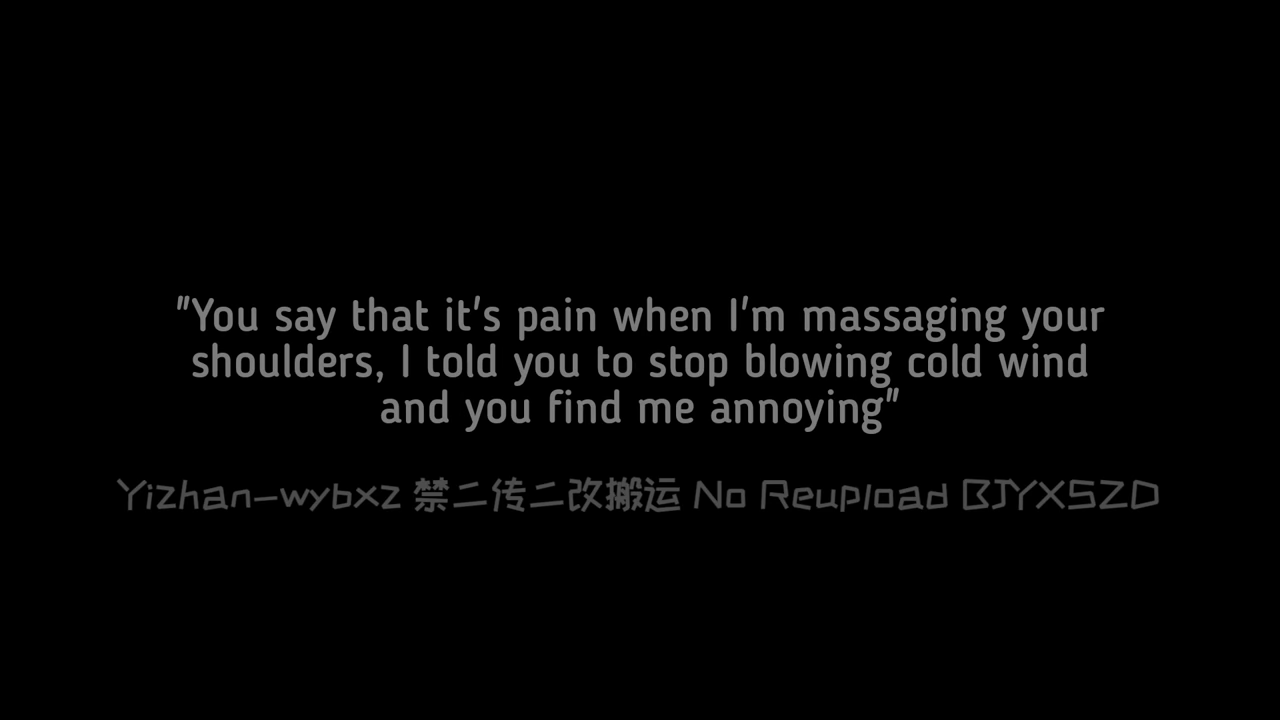 "You say that it's pain when I'm massaging your
shoulders, I told you to stop blowing cold wind
and you find me annoying"
Yizhan-wybxz 禁二传二改搬运 No Reupload BJYXSZD